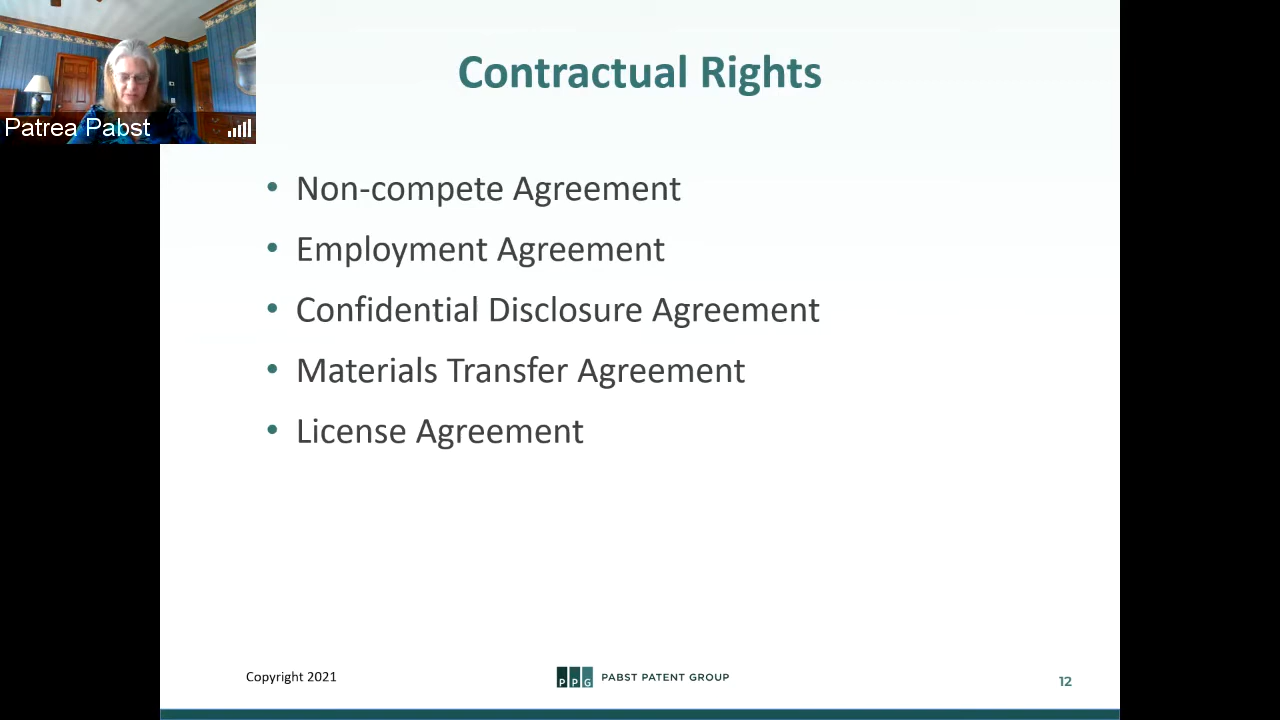 Patrea Pabst
Contractual Rights
• Non-compete Agreement
• Employment Agreement
• Confidential Disclosure Agreement
• Materials Transfer Agreement
• License Agreement
Copyright 2021
PPG PABST PATENT GROUP
12